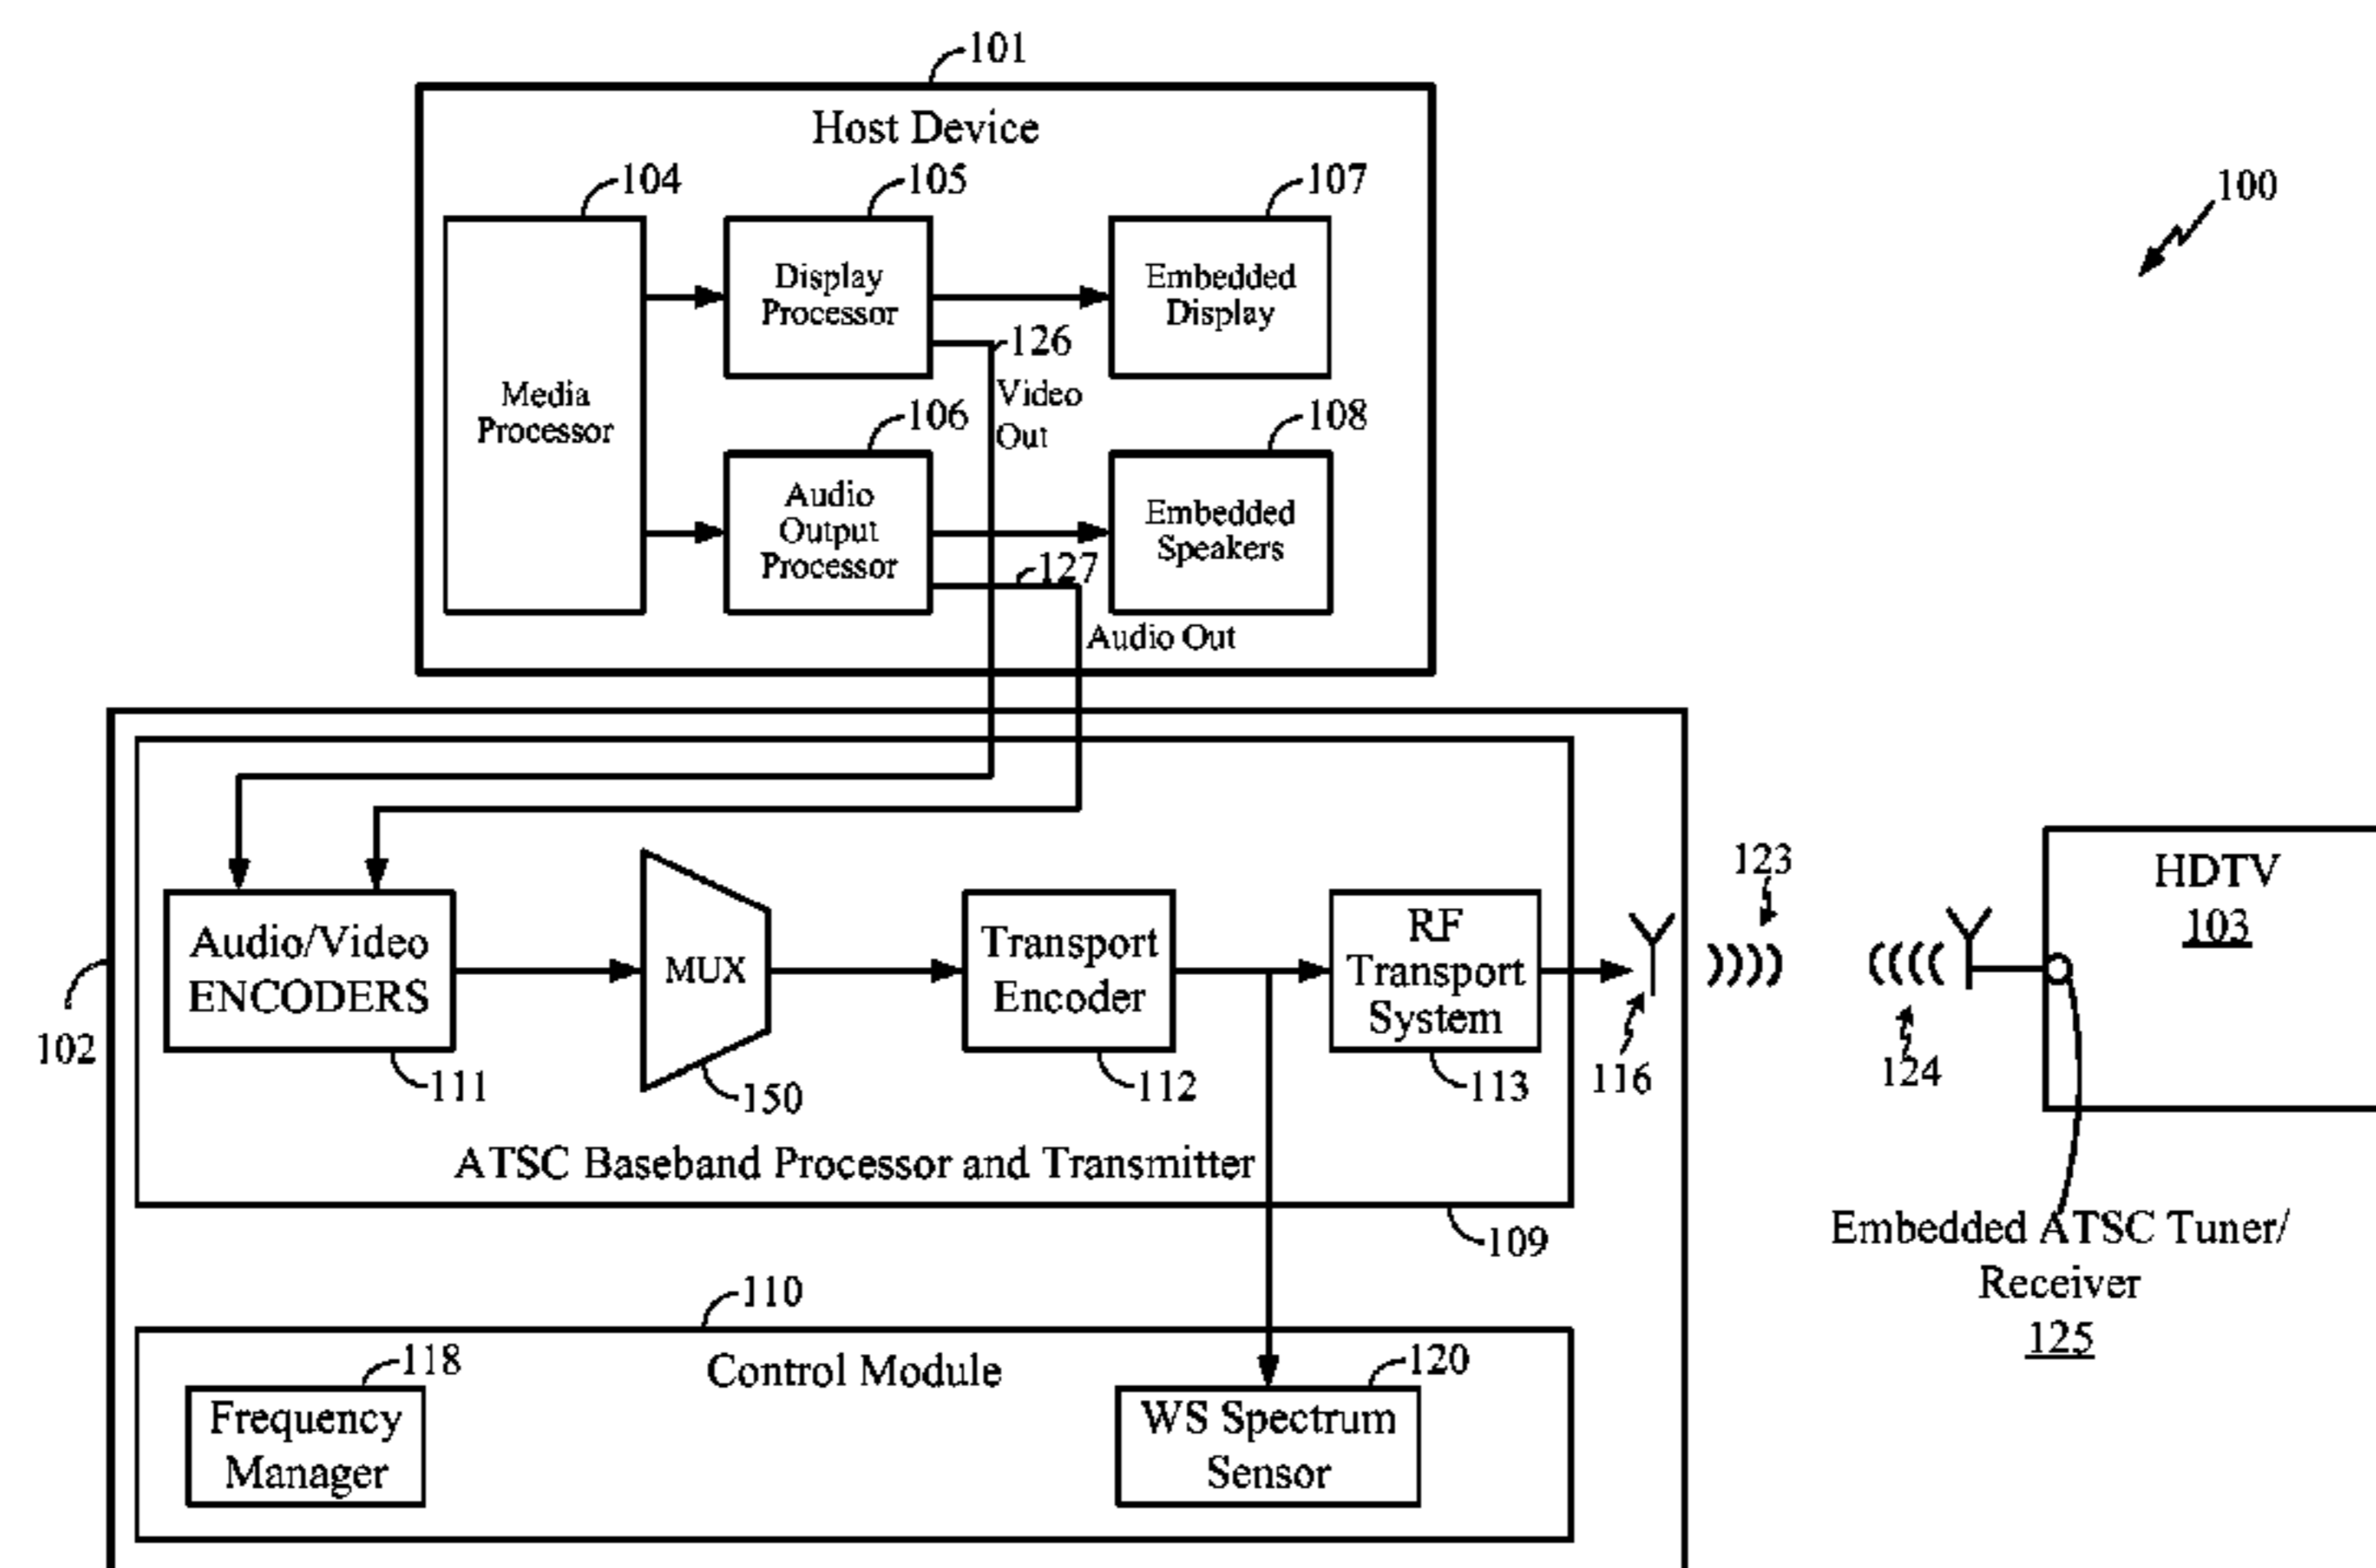 101
Host Device
104
105
107
100
Media
Processor
Display
Processor
Embedded
Display
126
Video
Out
106
108
Audio
Output
Processor
Embedded
Speakers
127
Audio Out
102
Audio/Video
ENCODERS
111
MUX
150
Transport
Encoder
112
RF
Transport
System
113
116
123
124
HDTV
103
ATSC Baseband Processor and Transmitter
109
Embedded ATSC Tuner/
Receiver
125
110
Control Module
118
Frequency
Manager
120
WS Spectrum
Sensor